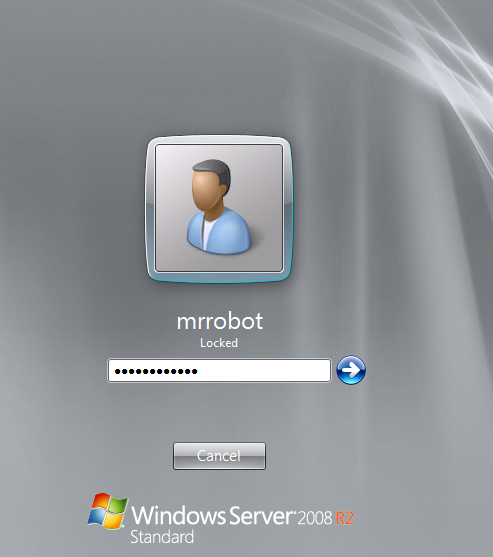 mrrobot
Locked
••••••••••••
Cancel
Windows Server 2008 R2
Standard